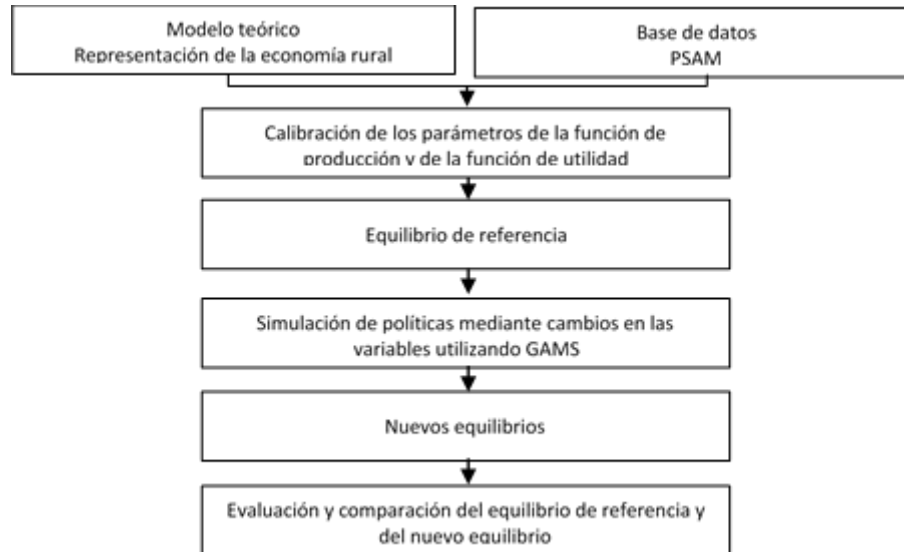 Modelo teórico
Representación de la economía rural
Base de datos
PSAM
Calibración de los parámetros de la función de
producción y de la función de utilidad
Equilibrio de referencia
Simulación de políticas mediante cambios en las
variables utilizando GAMS
Nuevos equilibrios
Evaluación y comparación del equilibrio de referencia y
del nuevo equilibrio